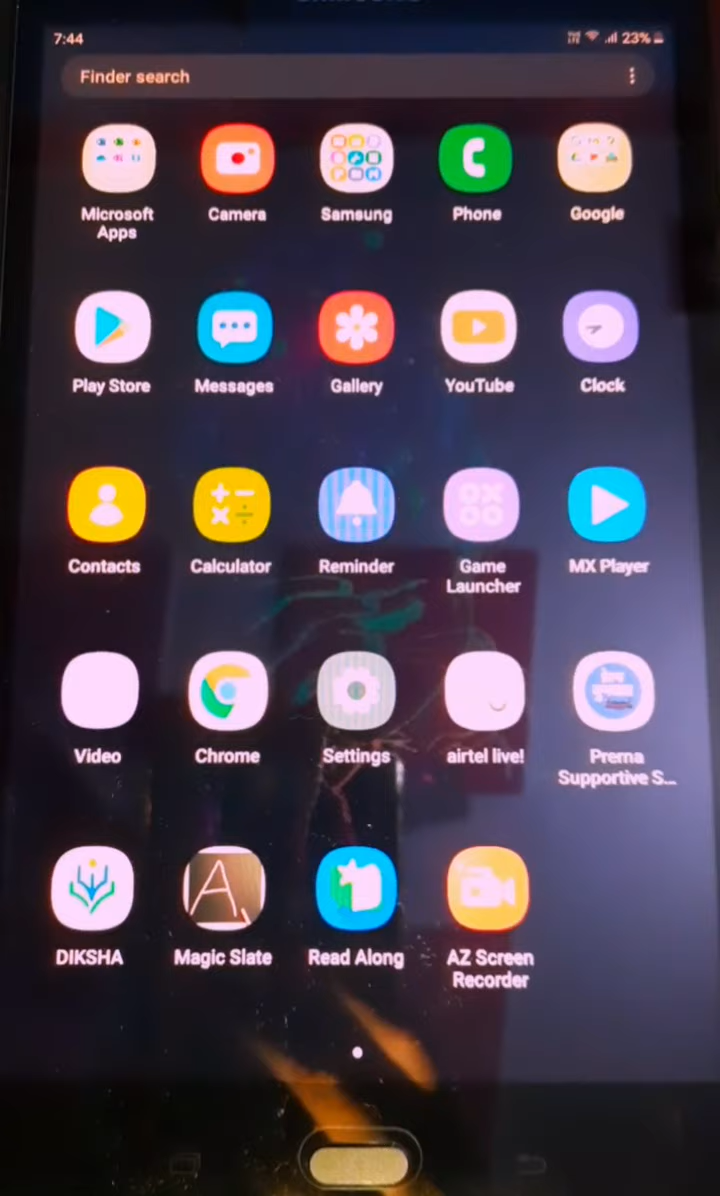 7:44
23%
Finder search
Microsoft Apps
Camera
Samsung
Phone
Google
Play Store
Messages
Gallery
YouTube
Clock
Contacts
Calculator
Reminder
Game Launcher
MX Player
Video
Chrome
Settings
airtel live!
Prerna Supportive S...
DIKSHA
A
Magic Slate
Read Along
AZ Screen Recorder